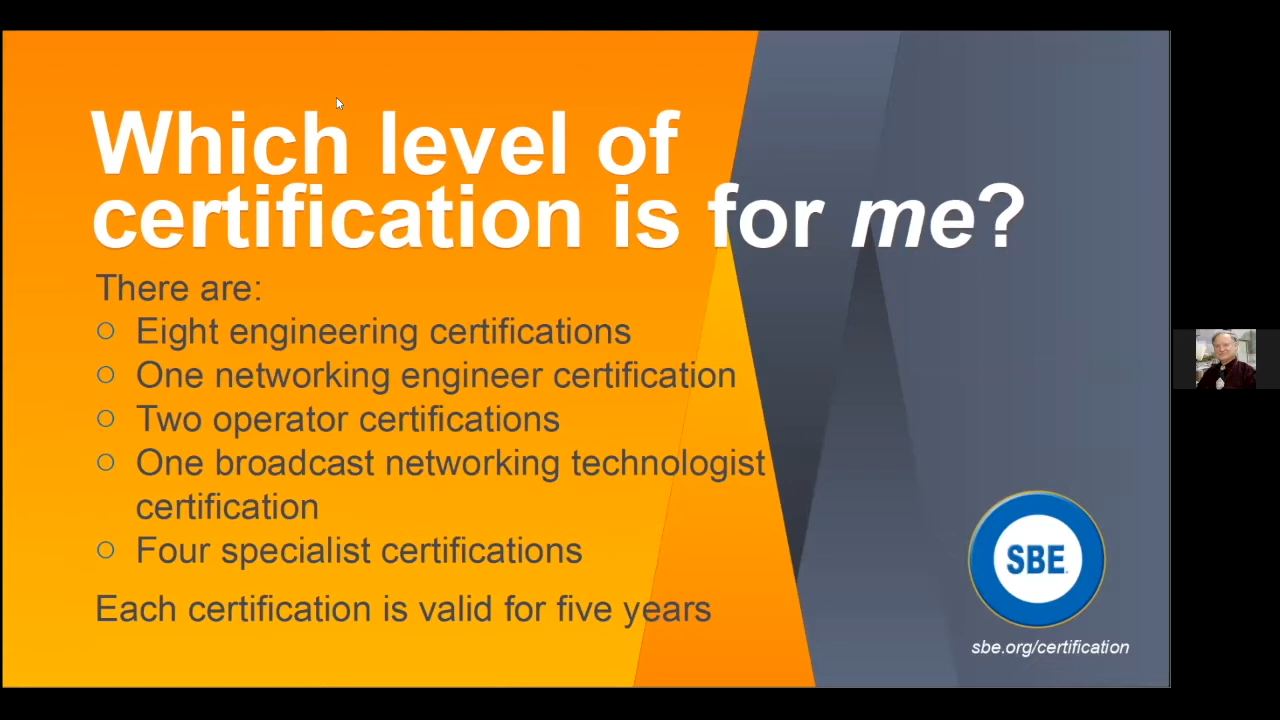 Which level of
certification is for me?
There are:
○ Eight engineering certifications
○ One networking engineer certification
○ Two operator certifications
○ One broadcast networking technologist
certification
○ Four specialist certifications
Each certification is valid for five years
SBE
sbe.org/certification